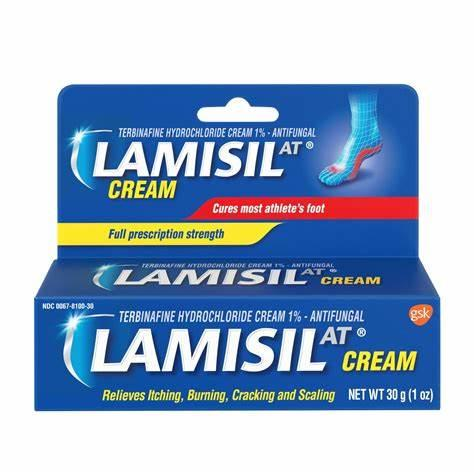 TERBINAFINE HYDROCHLORIDE CREAM 1% - ANTIFUNGAL
LAMISIL AT®
CREAM
Cures most athlete's foot
Full prescription strength
LAMISIL AT® CREAM
TERBINAFINE HYDROCHLORIDE CREAM 1% - ANTIFUNGAL
NDC 0067-8100-30
TERBINAFINE HYDROCHLORIDE CREAM 1% - ANTIFUNGAL
gsk
LAMISIL AT®
CREAM
Relieves Itching, Burning, Cracking and Scaling
NET WT 30 g (1 oz)